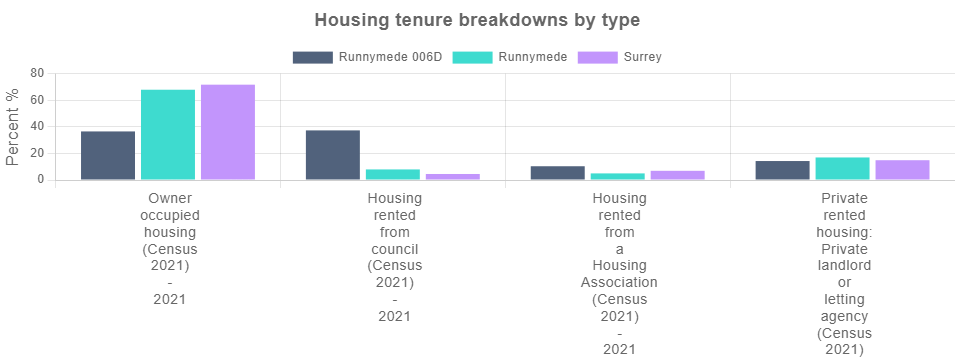 Housing tenure breakdowns by type
Runnymede 006D
Runnymede
Surrey
Percent %
80
60
40
20
0
Owner
occupied
housing
(Census
2021)
-
2021
Housing
rented
from
council
(Census
2021)
-
2021
Housing
rented
from
a
Housing
Association
(Census
2021)
-
2021
Private
rented
housing:
Private
landlord
or
letting
agency
(Census
2021)